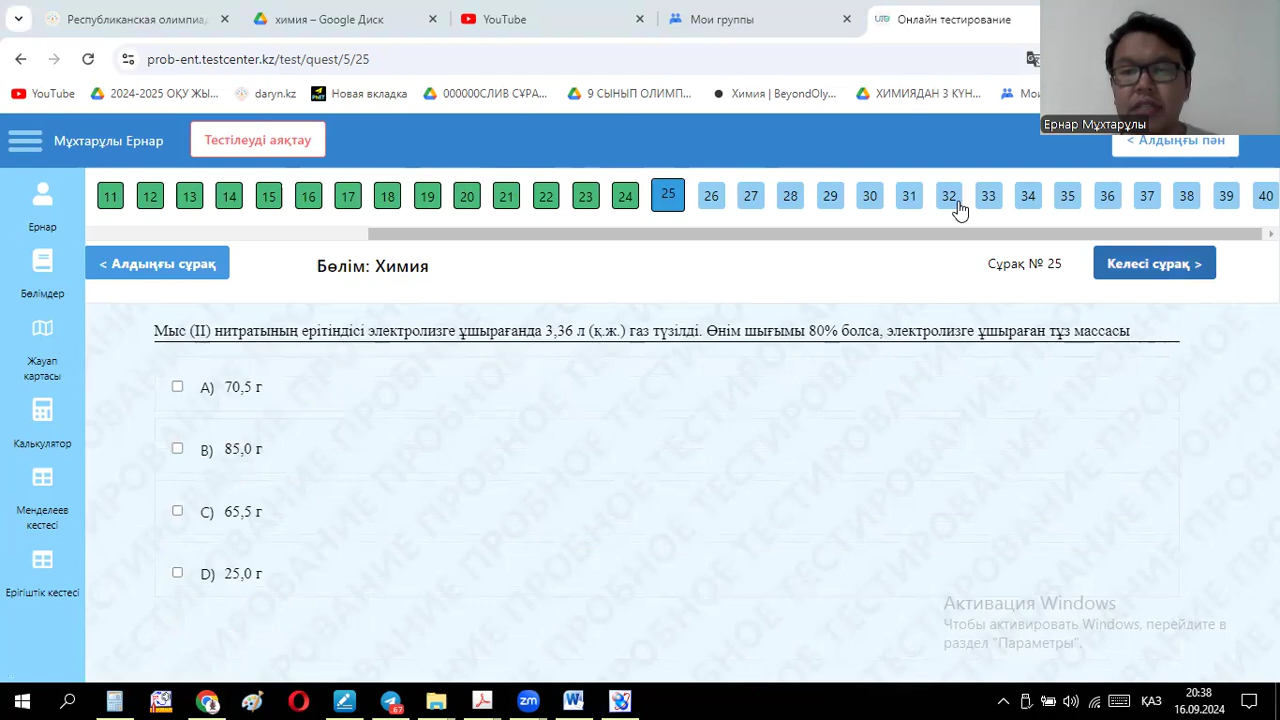 Республиканская олимпиад
химия – Google Диск
YouTube
Мои группы
Онлайн тестирование
prob-ent.testcenter.kz/test/quest/5/25
YouTube
2024-2025 ОҚУ ЖЫ...
daryn.kz
Новая вкладка
000000СЛИВ СҰРА...
9 СЫНЫП ОЛИМП...
Химия | BeyondOly...
ХИМИЯДАН 3 КҮН...
Мои
Ернар Мұхтарұлы
Мұхтарұлы Ернар
Тестілеуді аяқтау
< Алдыңғы пән
11 12 13 14 15 16 17 18 19 20 21 22 23 24 25 26 27 28 29 30 31 32 33 34 35 36 37 38 39 40
Ернар
Бөлімдер
Жауап картасы
Калькулятор
Менделеев кестесі
Ерігіштік кестесі
< Алдыңғы сұрақ
Бөлім: Химия
Сұрақ № 25
Келесі сұрақ >
Мыс (II) нитратының ерітіндісі электролизге ұшырағанда 3,36 л (қ.ж.) газ түзілді. Өнім шығымы 80% болса, электролизге ұшыраған тұз массасы
A) 70,5 г
B) 85,0 г
C) 65,5 г
D) 25,0 г
ПРОБНОЕ ТЕСТИРОВАНИЕ
Активация Windows
Чтобы активировать Windows, перейдите в
раздел "Параметры".
67
zm
ҚАЗ
20:38
16.09.2024